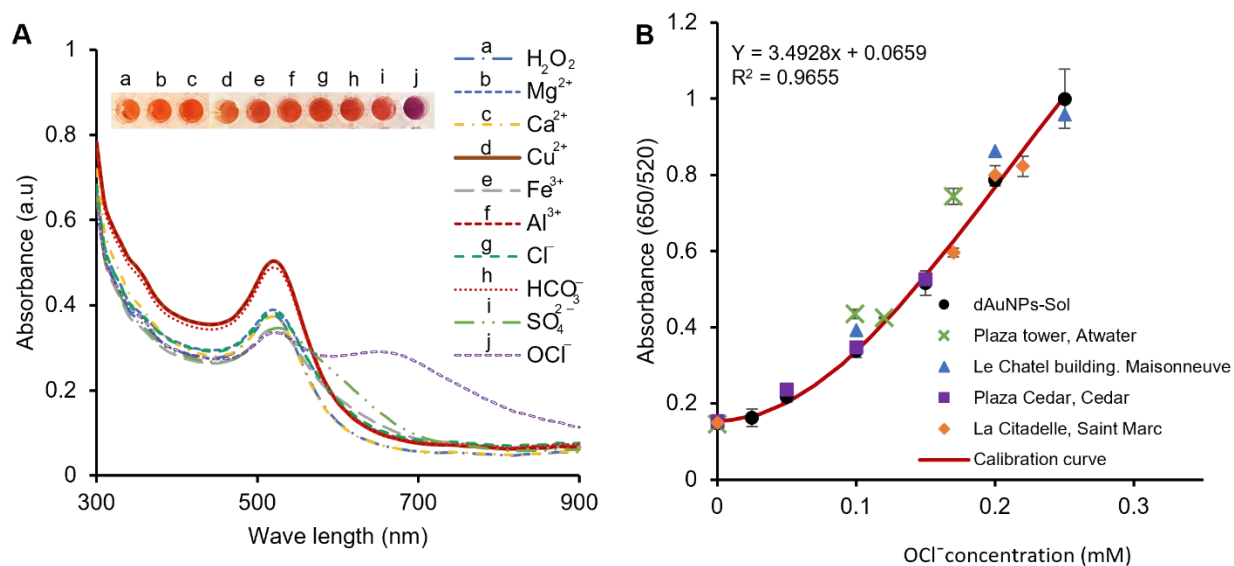 A
1
0.8
0.6
0.4
0.2
0
300
500
700
900
Absorbance (a.u)
Wave length (nm)
a b c d e f g h i j
a
H₂O₂
b
Mg²⁺
c
Ca²⁺
d
Cu²⁺
e
Fe³⁺
f
Al³⁺
g
Cl⁻
h
HCO₃⁻
i
SO₄²⁻
j
OCl⁻
B
Y = 3.4928x + 0.0659
R² = 0.9655
1.2
1
0.8
0.6
0.4
0.2
0
0
0.1
0.2
0.3
Absorbance (650/520)
OCl⁻concentration (mM)
dAuNPs-Sol
Plaza tower, Atwater
Le Chatel building. Maisonneuve
Plaza Cedar, Cedar
La Citadelle, Saint Marc
Calibration curve